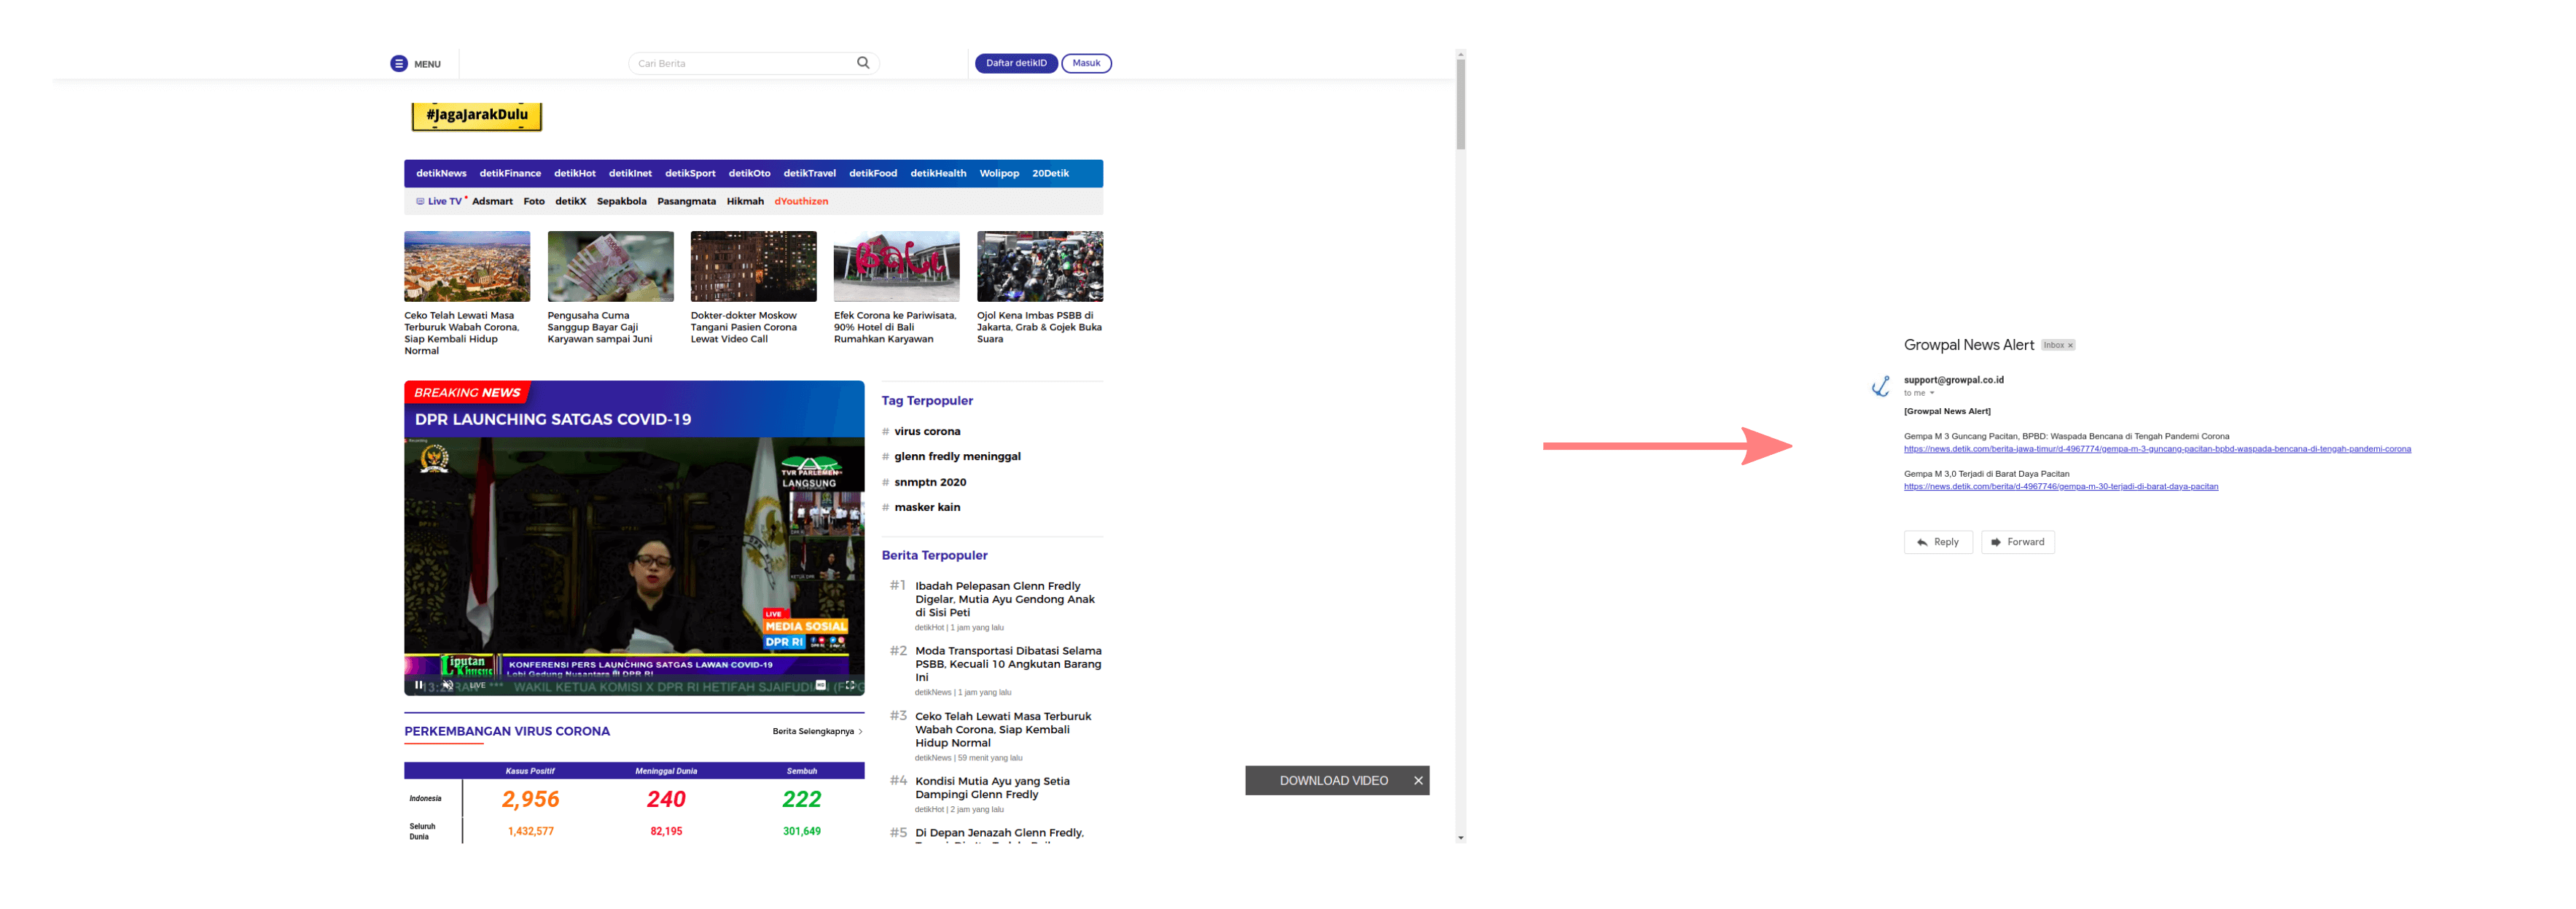 MENU
Cari Berita
Daftar detikID
Masuk
#JagaJarakDulu
detikNews detikFinance detikHot detikInet detikSport detikOto detikTravel detikFood detikHealth Wolipop 20Detik
Live TV Adsmart Foto detikX Sepakbola Pasangmata Hikmah dYouthizen
Ceko Telah Lewati Masa
Terburuk Wabah Corona,
Siap Kembali Hidup
Normal
Pengusaha Cuma
Sanggup Bayar Gaji
Karyawan sampai Juni
Dokter-dokter Moskow
Tangani Pasien Corona
Lewat Video Call
Efek Corona ke Pariwisata,
90% Hotel di Bali
Rumahkan Karyawan
Ojol Kena Imbas PSBB di
Jakarta, Grab & Gojek Buka
Suara
BREAKING NEWS
DPR LAUNCHING SATGAS COVID-19
TVR PARLEMEN
LANGSUNG
KETUA DPR
LIVE
MEDIA SOSIAL
DPR RI
Liputan
Khusus
KONFERENSI PERS LAUNCHING SATGAS LAWAN COVID-19
Lobi Gedung Nusantara III DPR RI
LIVE
*** WAKIL KETUA KOMISI X DPR RI HETIFAH SJAIFUDIAN
PERKEMBANGAN VIRUS CORONA
Berita Selengkapnya >
Kasus Positif Meninggal Dunia Sembuh
Indonesia 2,956 240 222
Seluruh
Dunia 1,432,577 82,195 301,649
Tag Terpopuler
# virus corona
# glenn fredly meninggal
# snmptn 2020
# masker kain
Berita Terpopuler
#1 Ibadah Pelepasan Glenn Fredly
Digelar, Mutia Ayu Gendong Anak
di Sisi Peti
detikHot | 1 jam yang lalu
#2 Moda Transportasi Dibatasi Selama
PSBB, Kecuali 10 Angkutan Barang
Ini
detikNews | 1 jam yang lalu
#3 Ceko Telah Lewati Masa Terburuk
Wabah Corona, Siap Kembali
Hidup Normal
detikNews | 59 menit yang lalu
#4 Kondisi Mutia Ayu yang Setia
Dampingi Glenn Fredly
detikHot | 2 jam yang lalu
#5 Di Depan Jenazah Glenn Fredly,
DOWNLOAD VIDEO ×
Growpal News Alert Inbox ×
support@growpal.co.id
to me
[Growpal News Alert]
Gempa M 3 Guncang Pacitan, BPBD: Waspada Bencana di Tengah Pandemi Corona
https://news.detik.com/berita-jawa-timur/d-4967774/gempa-m-3-guncang-pacitan-bpbd-waspada-bencana-di-tengah-pandemi-corona
Gempa M 3,0 Terjadi di Barat Daya Pacitan
https://news.detik.com/berita/d-4967746/gempa-m-30-terjadi-di-barat-daya-pacitan
Reply
Forward